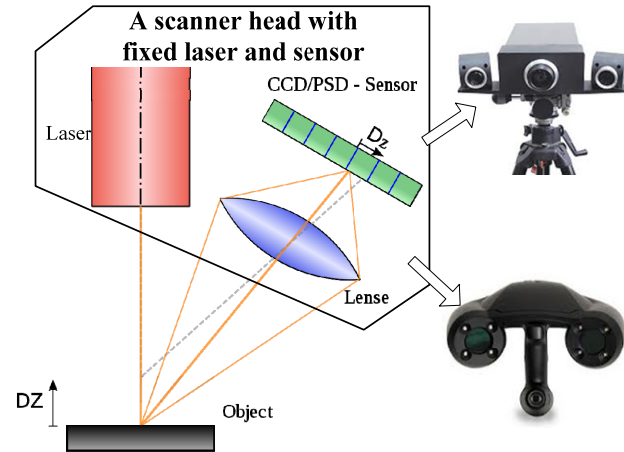 A scanner head with
fixed laser and sensor
CCD/PSD - Sensor
Laser
Dz
Lense
DZ
Object